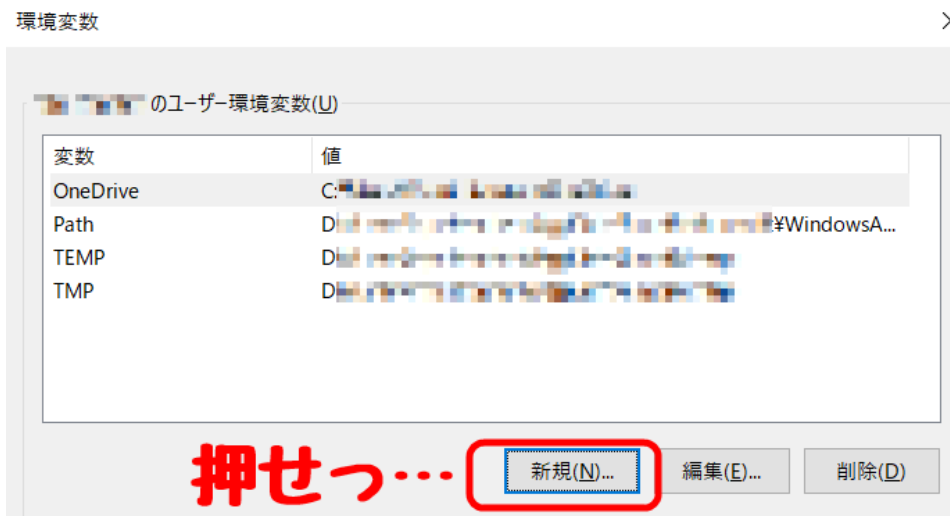 環境変数
のユーザー環境変数(U)
変数 値
OneDrive C:
Path D ¥WindowsA...
TEMP D
TMP D
押せっ… 新規(N)... 編集(E)... 削除(D)